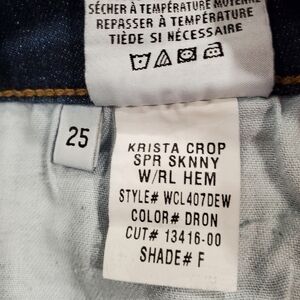 SÉCHER À TEMPÉRATURE MOYENNE
REPASSER À TEMPÉRATURE
TIÈDE SI NÉCESSAIRE
25
KRISTA CROP
SPR SKNNY
W/RL HEM
STYLE# WCL407DEW
COLOR# DRON
CUT# 13416-00
SHADE# F